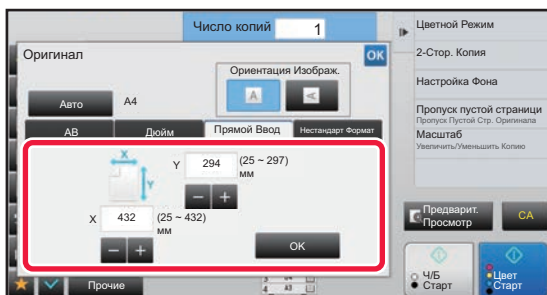 Число копий 1
Оригинал
OK
Ориентация Изображ.
A
A
Авто
A4
AB
Дюйм
Прямой Ввод
Нестандарт Формат
X
Y
Y 294 (25 ~ 297)
мм
X 432 (25 ~ 432)
мм
OK
Прочие
Цветной Режим
2-Стор. Копия
Настройка Фона
Пропуск пустой страници
Пропуск Пустой Стр. Оригинала
Масштаб
Увеличить/Уменьшить Копию
Предварит.
Просмотр
CA
Ч/Б
Старт
Цвет
Старт